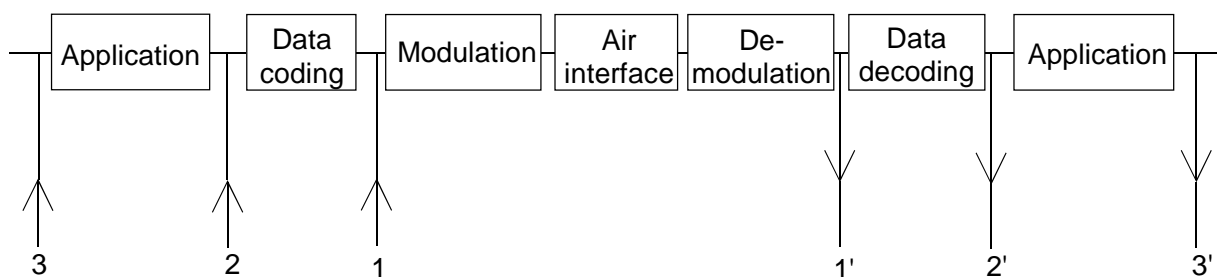 Application
Data
coding
Modulation
Air
interface
De-
modulation
Data
decoding
Application
3
2
1
1'
2'
3'